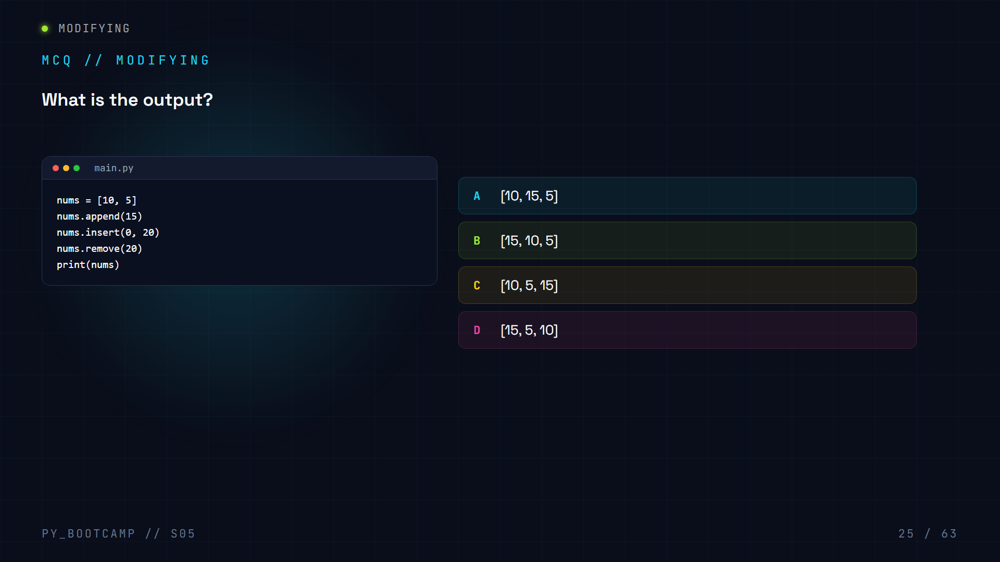 MODIFYING
MCQ // MODIFYING
What is the output?
main.py
nums = [10, 5]
nums.append(15)
nums.insert(0, 20)
nums.remove(20)
print(nums)
A [10, 15, 5]
B [15, 10, 5]
C [10, 5, 15]
D [15, 5, 10]
PY_BOOTCAMP // S05
25 / 63